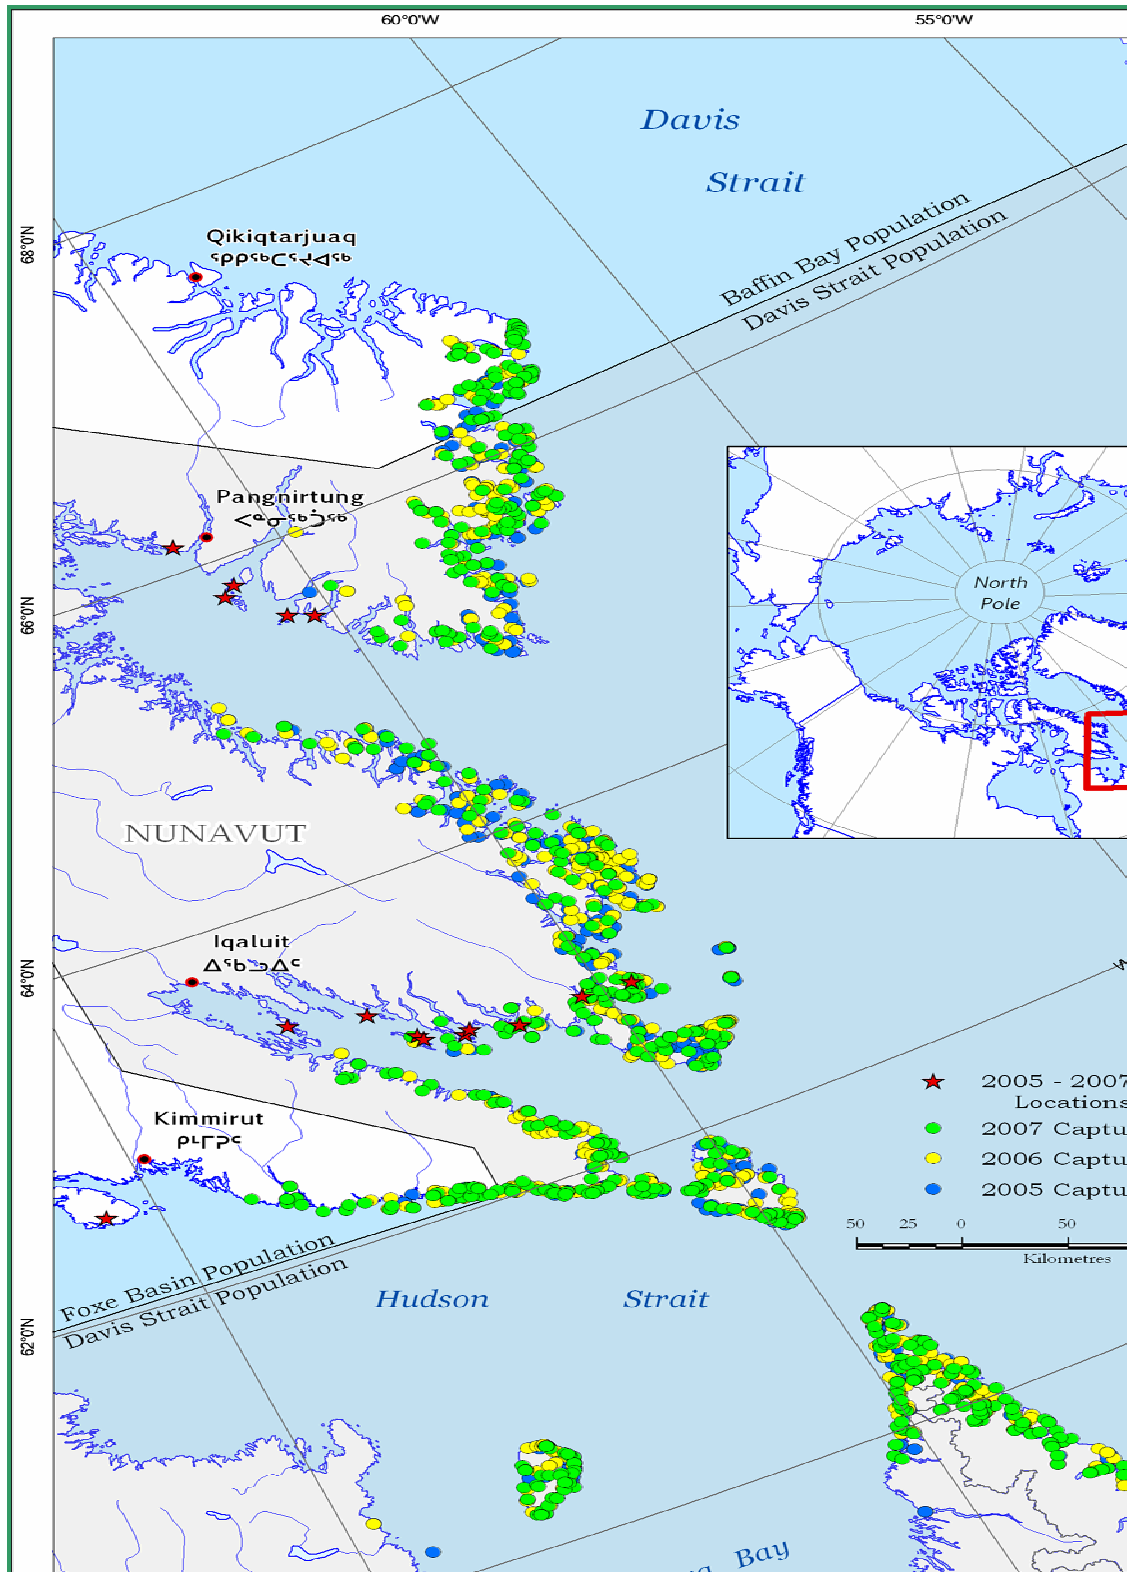 60°0'W
55°0'W
Davis
Strait
68°0'N
Qikiqtarjuaq
ᕿᑭᖅᑕᕐᔪᐊᖅ
Baffin Bay Population
Davis Strait Population
Pangnirtung
ᐸᓐᓂᖅᑑᖅ
66°0'N
North
Pole
NUNAVUT
Iqaluit
ᐃᖃᓗᐃᑦ
64°0'N
2005 - 2007
Locations
2007 Captu
2006 Captu
2005 Captu
Kimmirut
ᑭᒻᒥᕈᑦ
50 25 0 50
Kilometres
Foxe Basin Population
Davis Strait Population
Hudson Strait
62°0'N
Bay